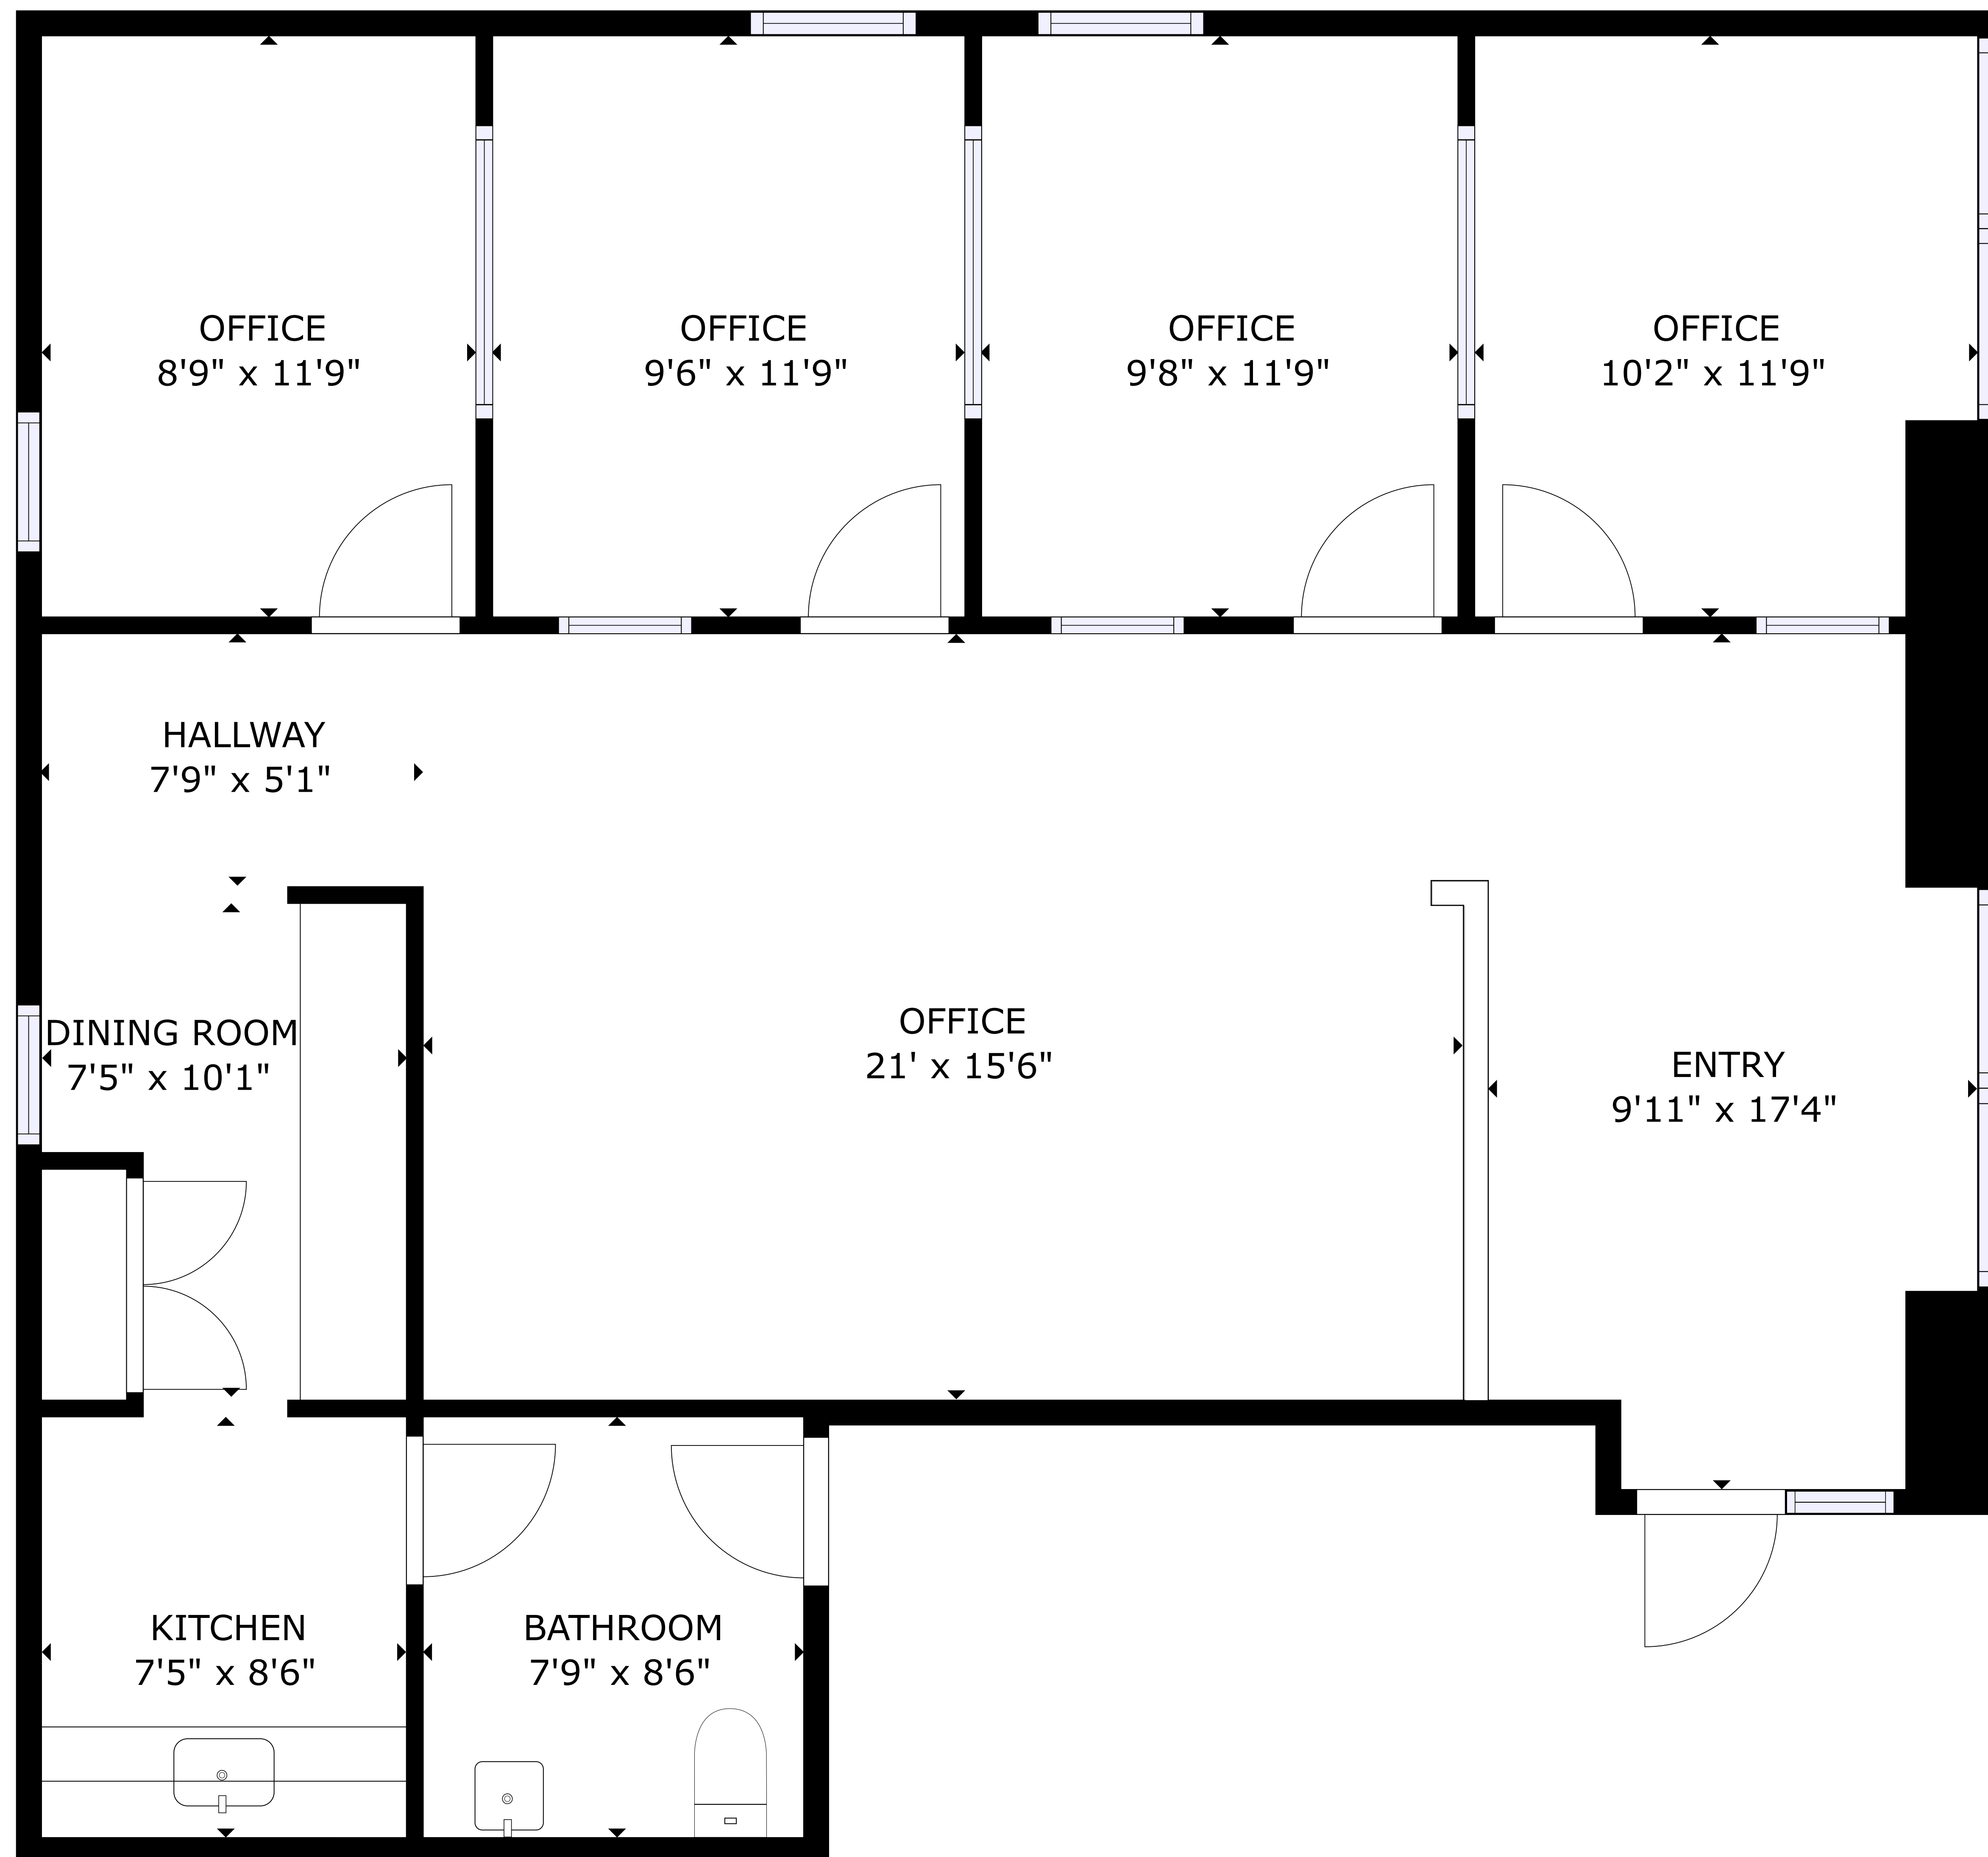 OFFICE
8'9" x 11'9"
OFFICE
9'6" x 11'9"
OFFICE
9'8" x 11'9"
OFFICE
10'2" x 11'9"
HALLWAY
7'9" x 5'1"
DINING ROOM
7'5" x 10'1"
OFFICE
21' x 15'6"
ENTRY
9'11" x 17'4"
KITCHEN
7'5" x 8'6"
BATHROOM
7'9" x 8'6"